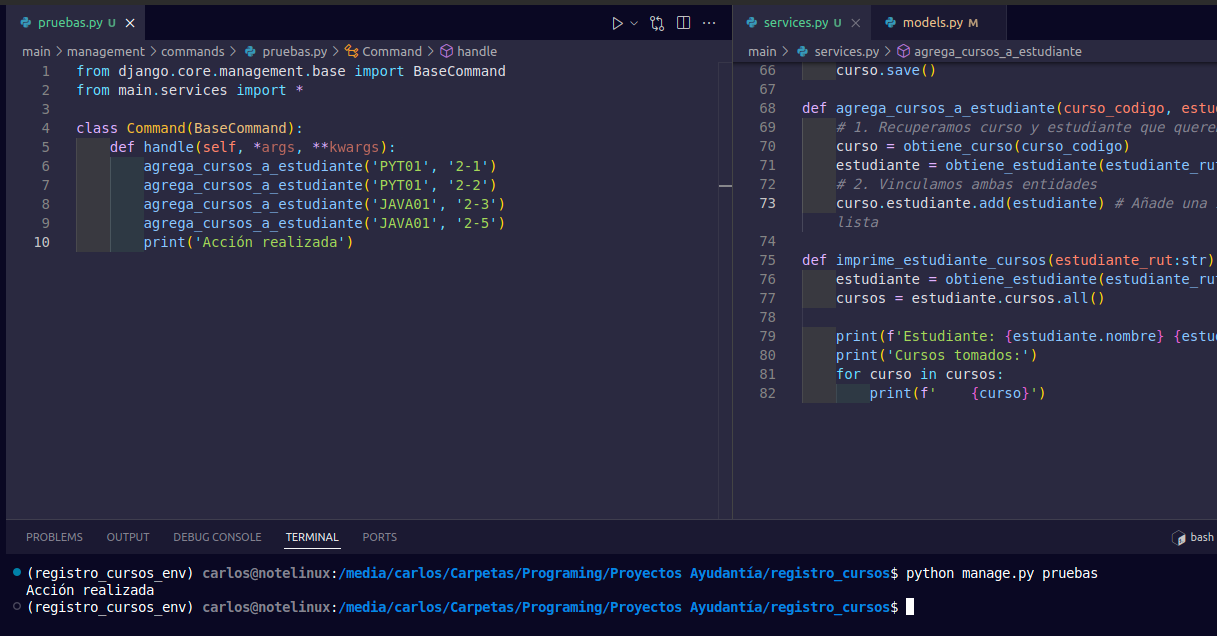 pruebas.py U
main > management > commands > pruebas.py > Command > handle
1 from django.core.management.base import BaseCommand
2 from main.services import *
3
4 class Command(BaseCommand):
5 def handle(self, *args, **kwargs):
6 agrega_cursos_a_estudiante('PYT01', '2-1')
7 agrega_cursos_a_estudiante('PYT01', '2-2')
8 agrega_cursos_a_estudiante('JAVA01', '2-3')
9 agrega_cursos_a_estudiante('JAVA01', '2-5')
10 print('Acción realizada')
services.py U models.py M
main > services.py > agrega_cursos_a_estudiante
66 curso.save()
67
68 def agrega_cursos_a_estudiante(curso_codigo, estu
69 # 1. Recuperamos curso y estudiante que quere
70 curso = obtiene_curso(curso_codigo)
71 estudiante = obtiene_estudiante(estudiante_ru
72 # 2. Vinculamos ambas entidades
73 curso.estudiante.add(estudiante) # Añade una
lista
74
75 def imprime_estudiante_cursos(estudiante_rut:str)
76 estudiante = obtiene_estudiante(estudiante_ru
77 cursos = estudiante.cursos.all()
78
79 print(f'Estudiante: {estudiante.nombre} {estu
80 print('Cursos tomados:')
81 for curso in cursos:
82 print(f'    {curso}')
PROBLEMS OUTPUT DEBUG CONSOLE TERMINAL PORTS bash
(registro_cursos_env) carlos@notelinux:/media/carlos/Carpetas/Programing/Proyectos Ayudantía/registro_cursos$ python manage.py pruebas
Acción realizada
(registro_cursos_env) carlos@notelinux:/media/carlos/Carpetas/Programing/Proyectos Ayudantía/registro_cursos$